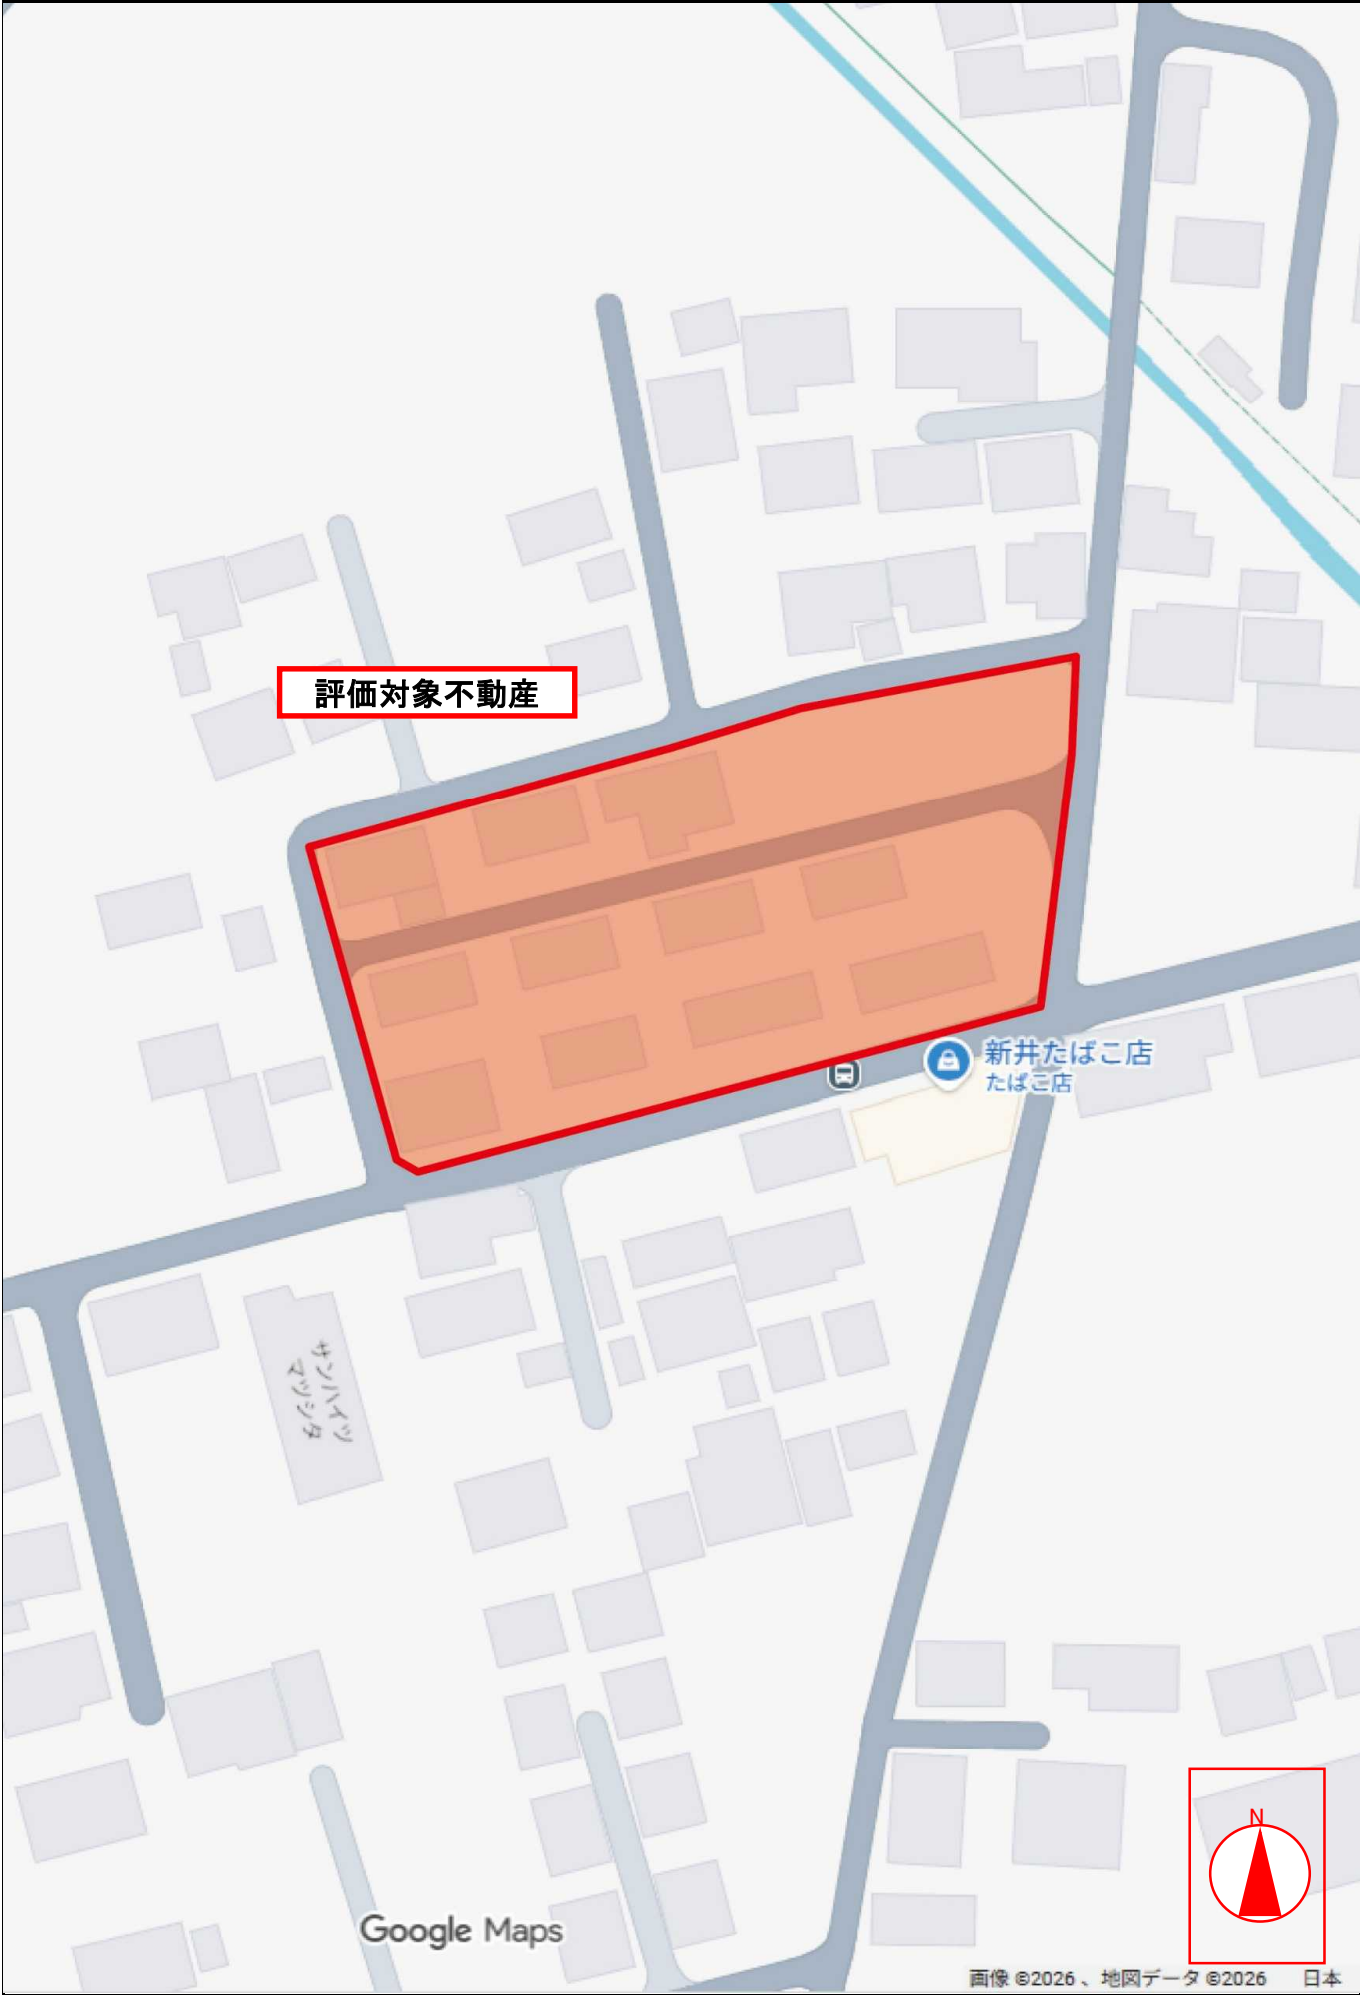 評価対象不動産
新井たばこ店
たばこ店
サンハイツ
マツシタ
N
Google Maps
画像 ©2026 、地図データ ©2026 日本